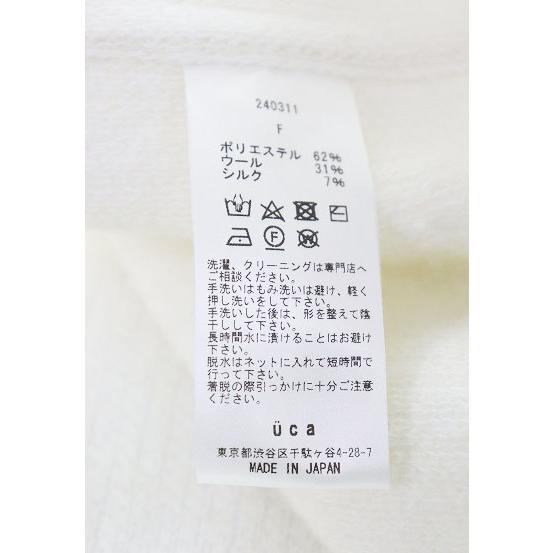 240311
F
ポリエステル 62%
ウール 31%
シルク 7%
洗濯、クリーニングは専門店へ
ご相談ください。
手洗いはもみ洗いは避け、軽く
押し洗いをして下さい。
手洗いした後は、形を整えて陰
干しして下さい。
長時間水に漬けることはお避け
下さい。
脱水はネットに入れて短時間で
行って下さい。
着脱の際引っかけに十分ご注意
ください。
üca
東京都渋谷区千駄ヶ谷4-28-7
MADE IN JAPAN